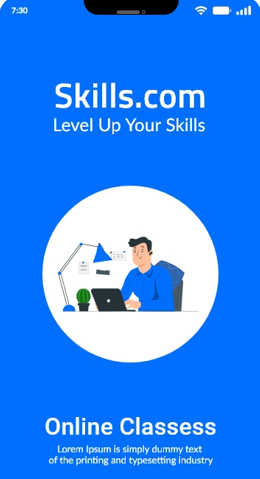 7:30
Skills.com
Level Up Your Skills
Online Classess
Lorem Ipsum is simply dummy text
of the printing and typesetting industry